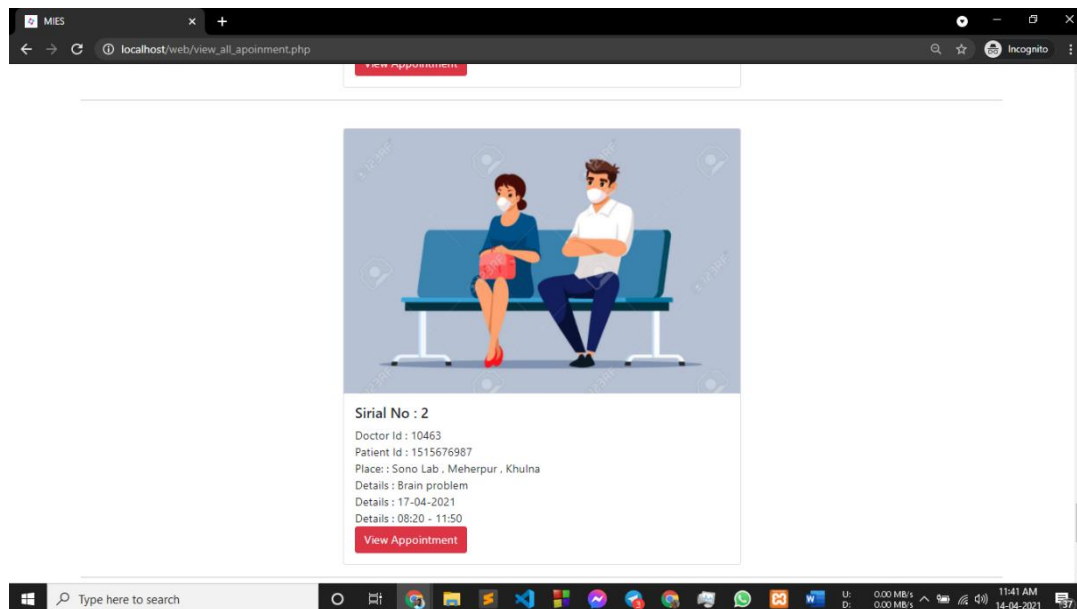 MIES
localhost/web/view_all_apoinment.php
Incognito
View Appointment
Sirial No : 2
Doctor Id : 10463
Patient Id : 1515676987
Place: : Sono Lab , Meherpur , Khulna
Details : Brain problem
Details : 17-04-2021
Details : 08:20 - 11:50
View Appointment
Type here to search
U: 0.00 MB/s
D: 0.00 MB/s
11:41 AM
14-04-2021
37